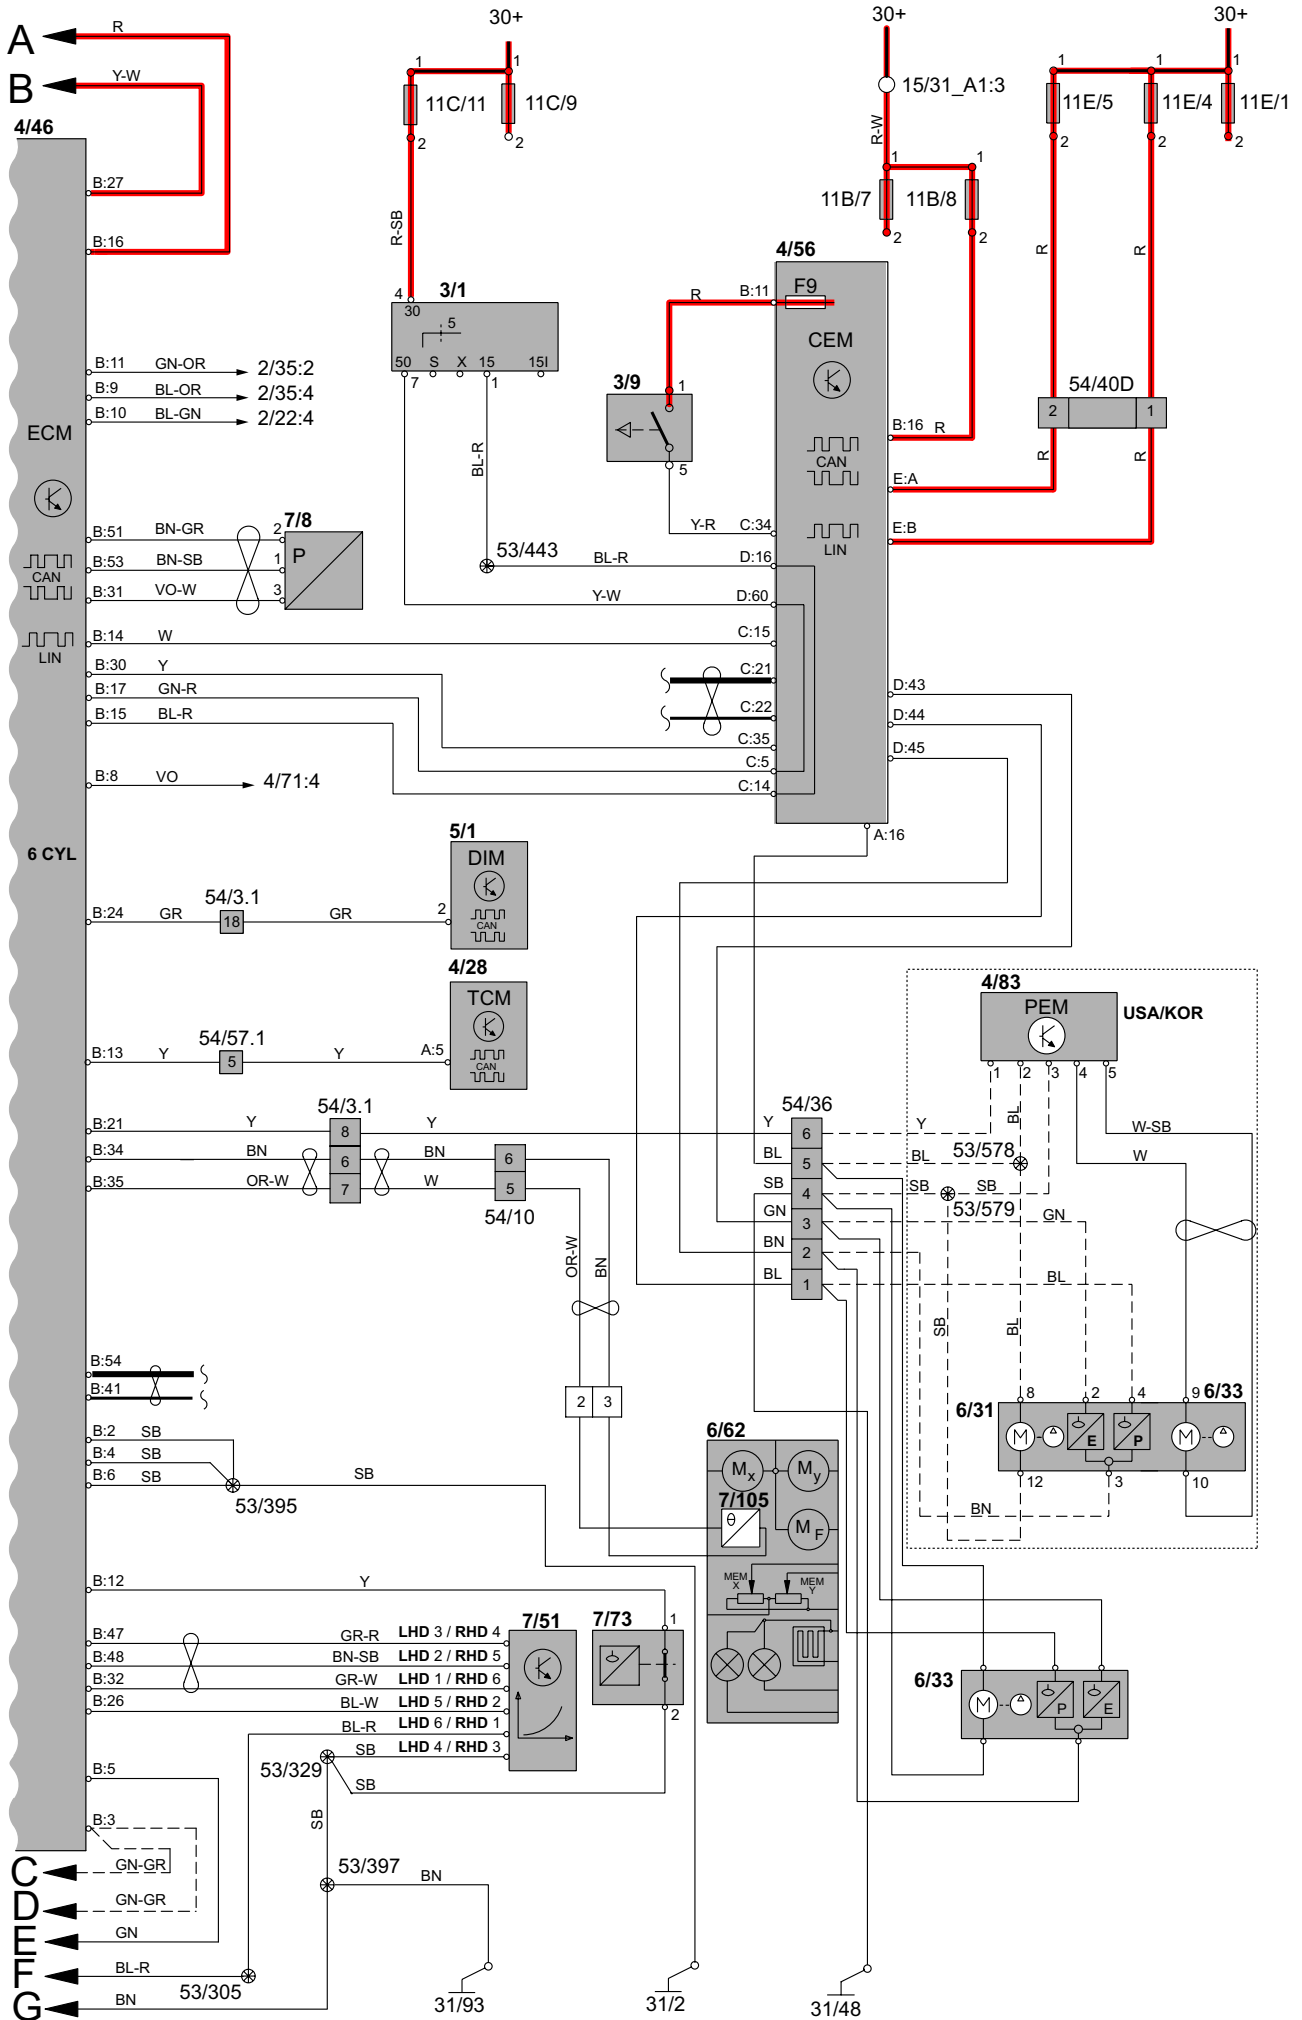 30+
30+
30+
A
R
B
Y-W
4/46
1
1
11C/11
11C/9
2
2
15/31_A1:3
R-W
1
1
11B/7
11B/8
2
2
1
1
1
11E/5
11E/4
11E/1
2
2
2
B:27
B:16
R-SB
R
R
4
3/1
30
5
50
S
X
15
15I
7
1
4/56
R
B:11
F9
CEM
3/9
1
5
CAN
LIN
54/40D
2
1
B:16
R
R
R
E:A
E:B
B:11
GN-OR
2/35:2
B:9
BL-OR
2/35:4
B:10
BL-GN
2/22:4
ECM
CAN
LIN
BL-R
B:51
BN-GR
2
7/8
B:53
BN-SB
1
P
B:31
VO-W
3
Y-R
C:34
53/443
BL-R
D:16
Y-W
D:60
B:14
W
C:15
B:30
Y
C:21
B:17
GN-R
C:22
B:15
BL-R
C:35
C:5
C:14
D:43
D:44
D:45
B:8
VO
4/71:4
A:16
6 CYL
5/1
DIM
CAN
54/3.1
B:24
GR
18
GR
2
4/28
TCM
CAN
54/57.1
B:13
Y
5
Y
A:5
4/83
PEM
USA/KOR
1
2
3
4
5
54/3.1
B:21
Y
8
Y
B:34
BN
6
BN
6
B:35
OR-W
7
W
5
54/10
54/36
Y
6
Y
BL
W-SB
BL
5
BL
53/578
W
SB
4
SB
SB
53/579
GN
3
GN
BN
2
BL
1
BL
OR-W
BN
SB
BL
B:54
B:41
2
3
8
2
4
9
6/33
6/31
M
E
P
M
12
3
10
BN
B:2
SB
B:4
SB
B:6
SB
SB
53/395
6/62
Mx
My
7/105
θ
MF
MEM
X
MEM
Y
B:12
Y
B:47
GR-R
LHD 3 / RHD 4
B:48
BN-SB
LHD 2 / RHD 5
B:32
GR-W
LHD 1 / RHD 6
B:26
BL-W
LHD 5 / RHD 2
BL-R
LHD 6 / RHD 1
SB
LHD 4 / RHD 3
7/51
7/73
1
2
6/33
M
P
E
53/329
SB
SB
B:5
B:3
53/397
BN
C
GN-GR
D
GN-GR
E
GN
F
BL-R
53/305
G
BN
31/93
31/2
31/48